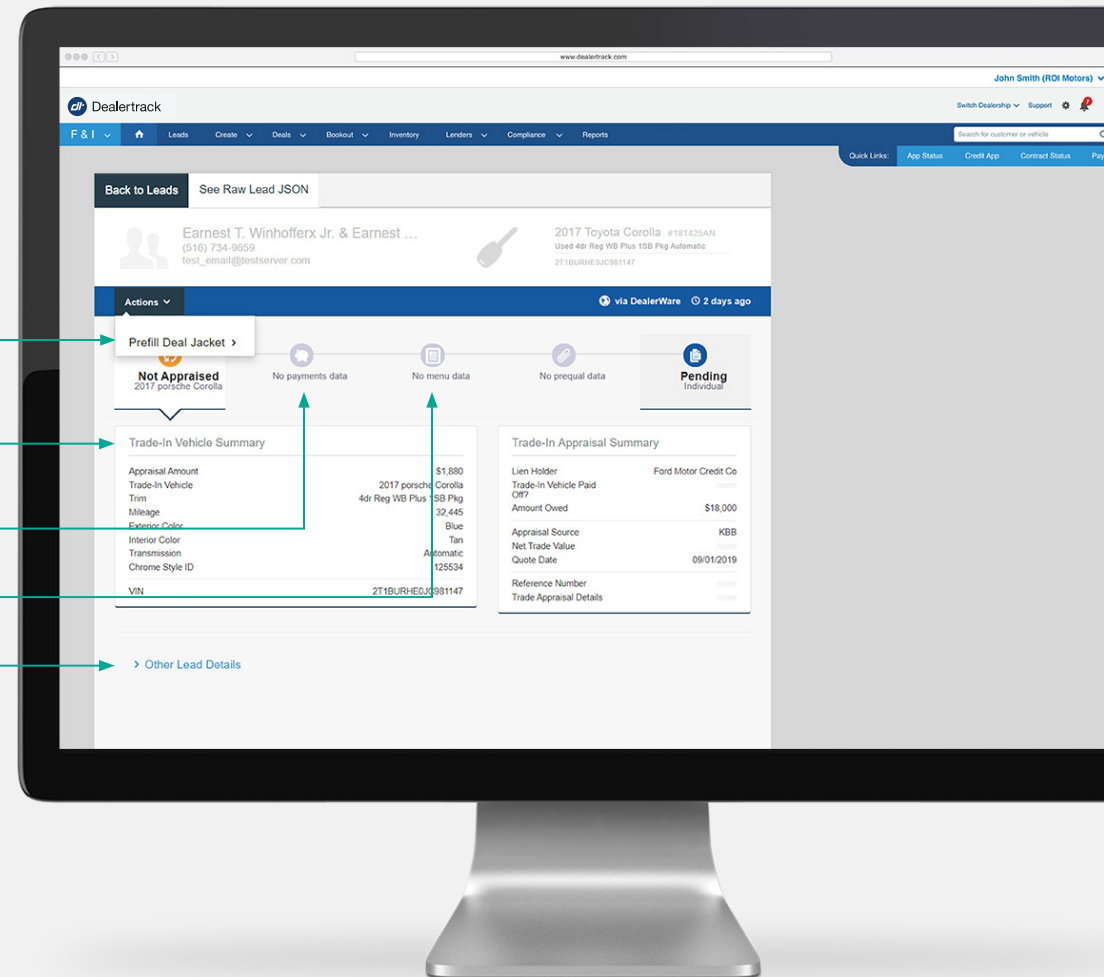 www.dealertrack.com
John Smith (ROI Motors)
dt Dealertrack
Switch Dealership Support
F & I Leads Create Deals Bookout Inventory Lenders Compliance Reports
Search for customer or vehicle
Quick Links: App Status Credit App Contract Status Pay
Back to Leads See Raw Lead JSON
Earnest T. Winhofferx Jr. & Earnest ...
(516) 734-9659
test_email@testserver.com
2017 Toyota Corolla #181425AN
Used 4dr Reg WB Plus 1SB Pkg Automatic
2T1BURHE0JC981147
Actions
via DealerWare 2 days ago
Prefill Deal Jacket >
Not Appraised
2017 porsche Corolla
No payments data
No menu data
No prequal data
Pending
Individual
Trade-In Vehicle Summary
Appraisal Amount $1,880
Trade-In Vehicle 2017 porsche Corolla
Trim 4dr Reg WB Plus 1SB Pkg
Mileage 32,445
Exterior Color Blue
Interior Color Tan
Transmission Automatic
Chrome Style ID 125534
VIN 2T1BURHE0JC981147
Trade-In Appraisal Summary
Lien Holder Ford Motor Credit Co
Trade-In Vehicle Paid none
Off?
Amount Owed $18,000
Appraisal Source KBB
Net Trade Value none
Quote Date 09/01/2019
Reference Number none
Trade Appraisal Details none
> Other Lead Details